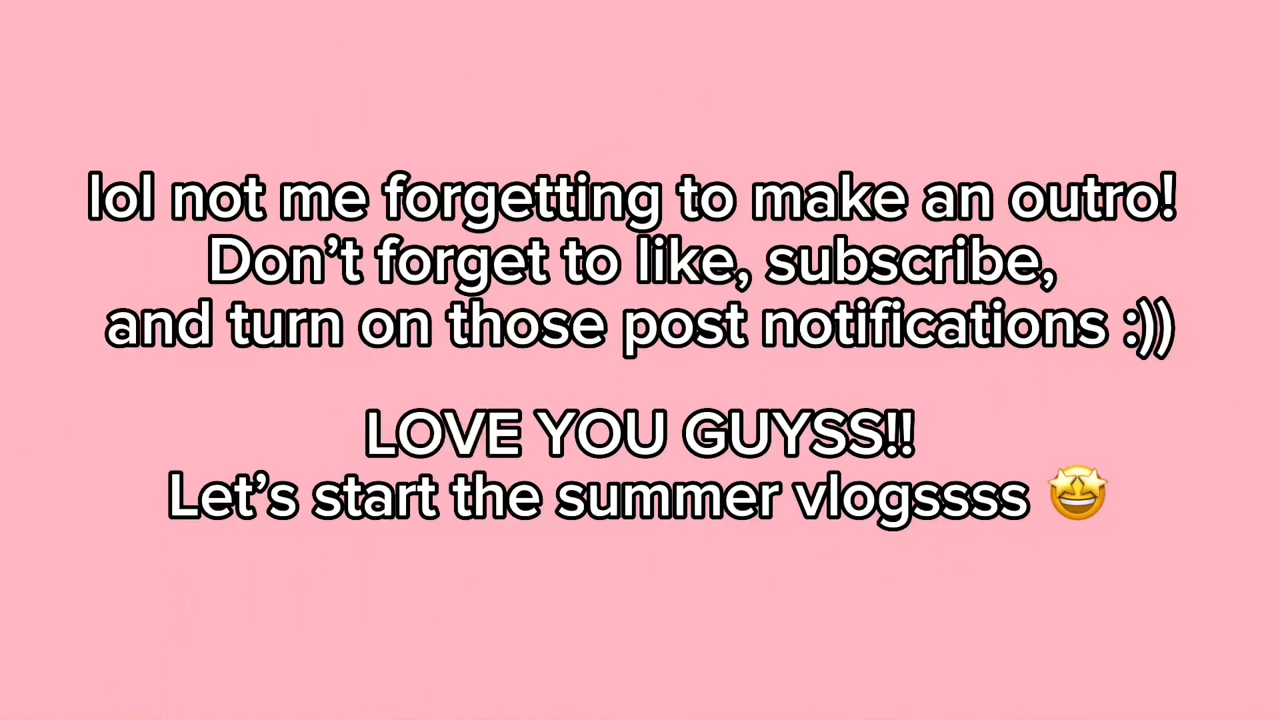 lol not me forgetting to make an outro!
Don’t forget to like, subscribe,
and turn on those post notifications :))
LOVE YOU GUYSS!!
Let’s start the summer vlogssss 🤩